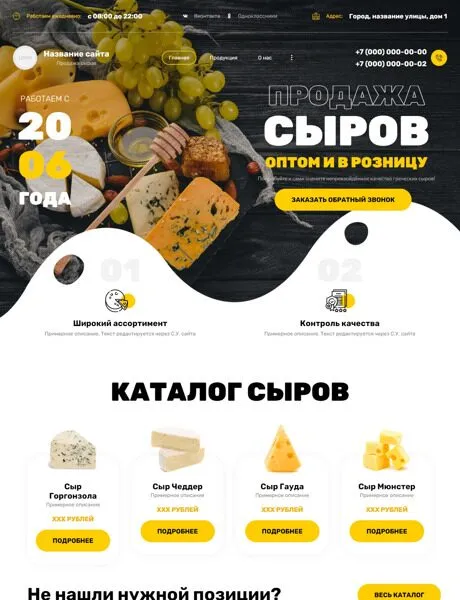 Работаем ежедневно: с 08:00 до 22:00
Вконтакте
Одноклассники
Адрес: Город, название улицы, дом 1
Название сайта
Продажа сыров
Главная
Продукция
О нас
+7 (000) 000-00-00
+7 (000) 000-00-02
РАБОТАЕМ С
20
06
ГОДА
ПРОДАЖА
СЫРОВ
ОПТОМ И В РОЗНИЦУ
Попробуйте и сами оцените непревзойдённое качество греческих сыров!
ЗАКАЗАТЬ ОБРАТНЫЙ ЗВОНОК
01
02
Широкий ассортимент
Контроль качества
Примерное описание. Текст редактируется через С.У. сайта
Примерное описание. Текст редактируется через С.У. сайта
КАТАЛОГ СЫРОВ
Сыр
Горгонзола
Примерное описание
XXX РУБЛЕЙ
ПОДРОБНЕЕ
Сыр Чеддер
Примерное описание
XXX РУБЛЕЙ
ПОДРОБНЕЕ
Сыр Гауда
Примерное описание
XXX РУБЛЕЙ
ПОДРОБНЕЕ
Сыр Мюнстер
Примерное описание
XXX РУБЛЕЙ
ПОДРОБНЕЕ
Не нашли нужной позиции?
ВЕСЬ КАТАЛОГ